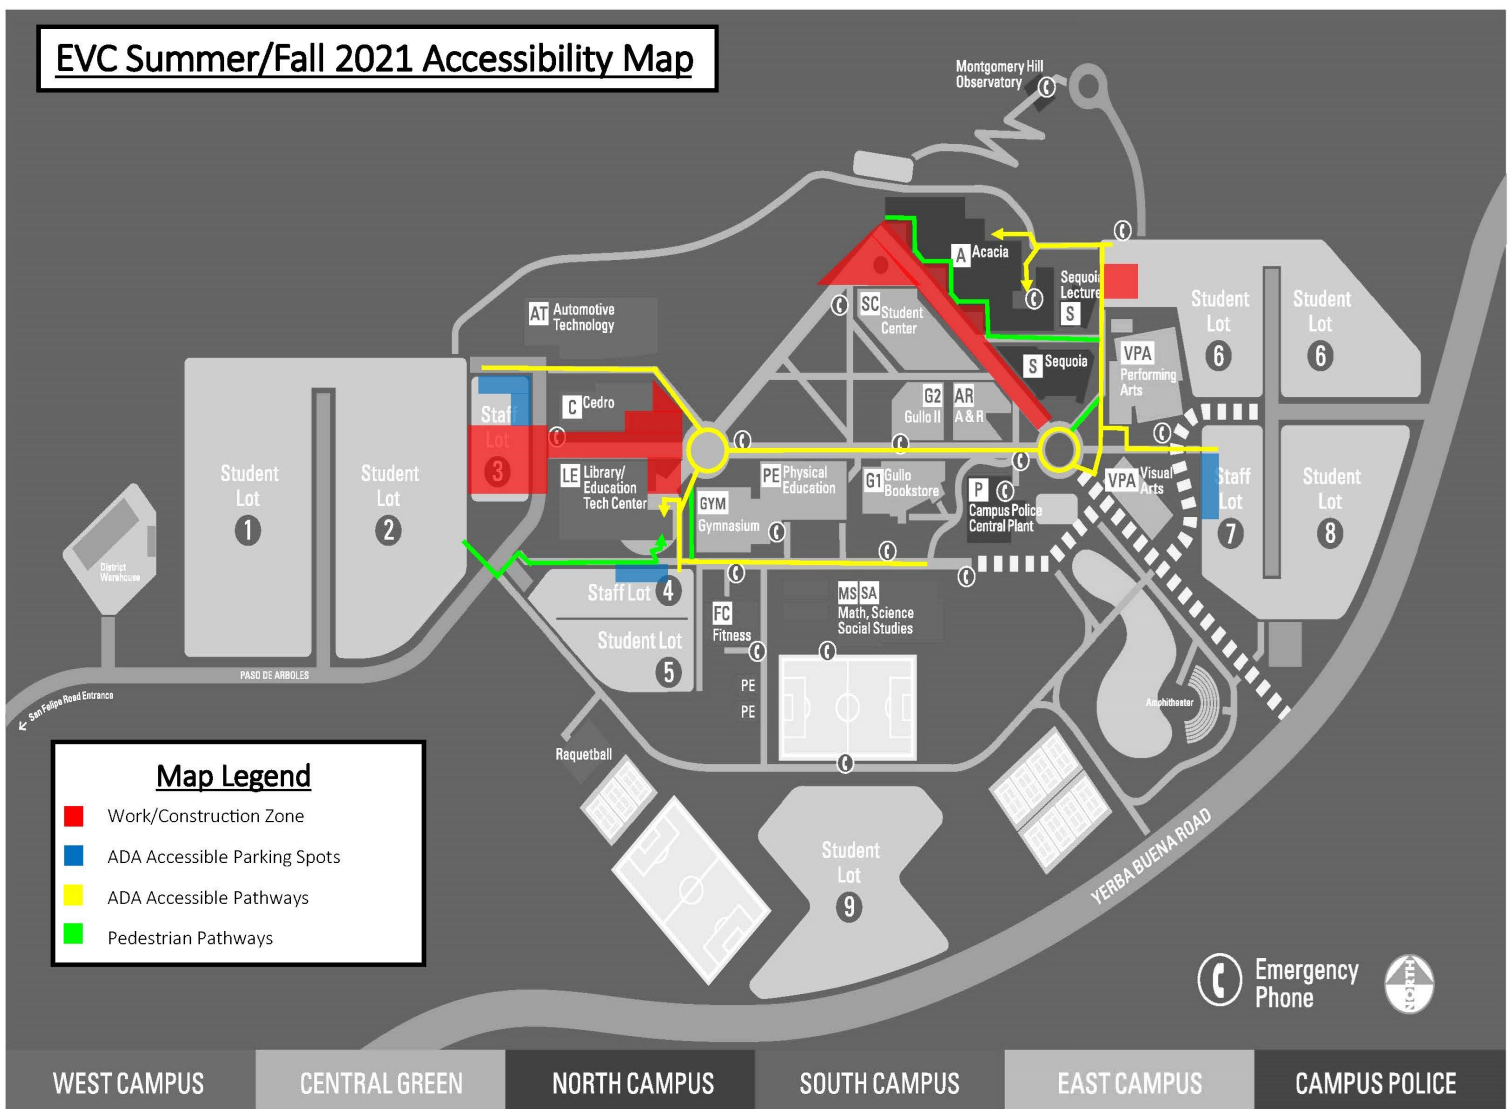 EVC Summer/Fall 2021 Accessibility Map
Montgomery Hill
Observatory
A
Acacia
Sequoia
Lecture
S
AT
Automotive
Technology
SC
Student
Center
Student
Lot
6
Student
Lot
6
VPA
Performing
Arts
S
Sequoia
C
Cedro
Staff
Lot
3
G2
Gullo II
AR
A & R
Student
Lot
1
Student
Lot
2
LE
Library/
Education
Tech Center
PE
Physical
Education
G1
Gullo
Bookstore
GYM
Gymnasium
P
Campus Police
Central Plant
VPA
Visual
Arts
Staff
Lot
7
Student
Lot
8
District
Warehouse
Staff Lot
4
Student Lot
5
FC
Fitness
MS
SA
Math, Science
Social Studies
PE
PE
PASO DE ARBOLES
San Felipe Road Entrance
Amphitheater
Raquetball
Map Legend
Work/Construction Zone
ADA Accessible Parking Spots
ADA Accessible Pathways
Pedestrian Pathways
Student
Lot
9
YERBA BUENA ROAD
Emergency
Phone
NORTH
WEST CAMPUS
CENTRAL GREEN
NORTH CAMPUS
SOUTH CAMPUS
EAST CAMPUS
CAMPUS POLICE